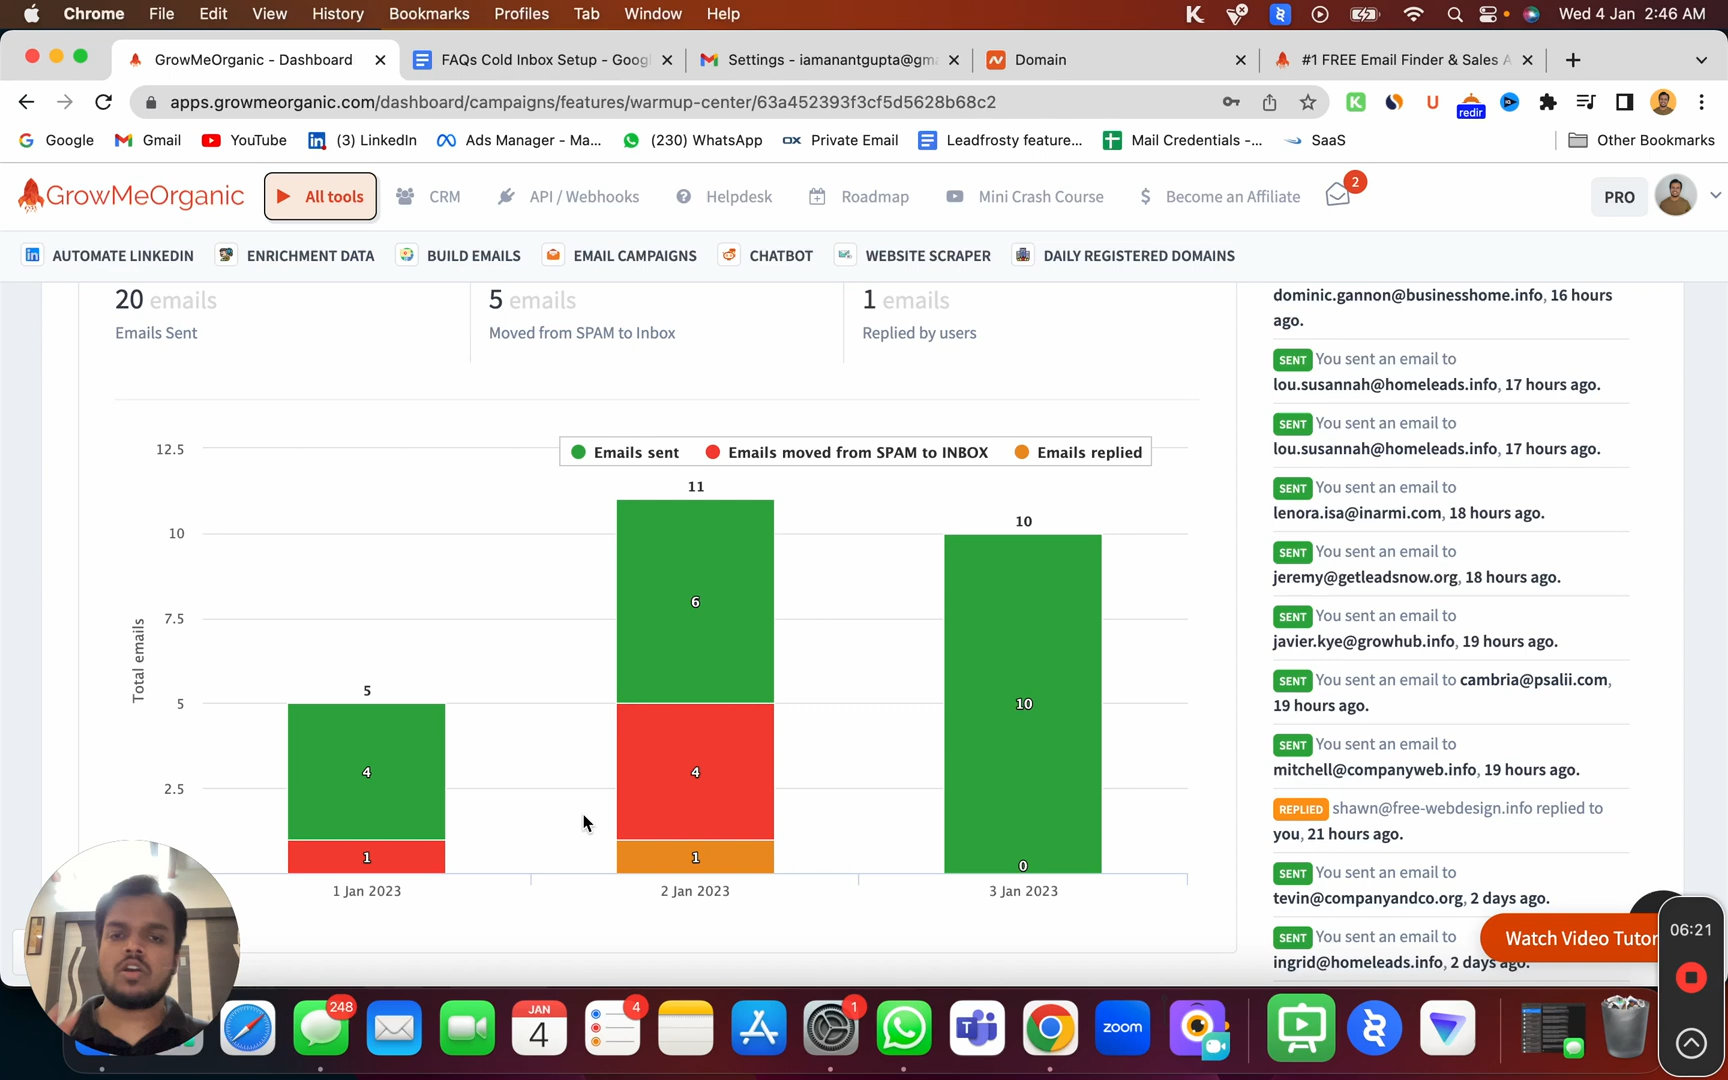 Chrome File Edit View History Bookmarks Profiles Tab Window Help Wed 4 Jan 2:46 AM
GrowMeOrganic - Dashboard FAQs Cold Inbox Setup - Goog Settings - iamanantgupta@gm Domain #1 FREE Email Finder & Sales A
apps.growmeorganic.com/dashboard/campaigns/features/warmup-center/63a452393f3cf5d5628b68c2
redir
Google Gmail YouTube (3) LinkedIn Ads Manager - Ma... (230) WhatsApp OX Private Email Leadfrosty feature... Mail Credentials -... SaaS Other Bookmarks
GrowMeOrganic All tools CRM API / Webhooks Helpdesk Roadmap Mini Crash Course $ Become an Affiliate 2 PRO
AUTOMATE LINKEDIN ENRICHMENT DATA BUILD EMAILS EMAIL CAMPAIGNS CHATBOT WEBSITE SCRAPER DAILY REGISTERED DOMAINS
20 emails
Emails Sent
5 emails
Moved from SPAM to Inbox
1 emails
Replied by users
Emails sent Emails moved from SPAM to INBOX Emails replied
12.5
10
7.5
5
2.5
Total emails
5
4
1
11
6
4
1
10
10
0
1 Jan 2023 2 Jan 2023 3 Jan 2023
dominic.gannon@businesshome.info, 16 hours
ago.
SENT You sent an email to
lou.susannah@homeleads.info, 17 hours ago.
SENT You sent an email to
lou.susannah@homeleads.info, 17 hours ago.
SENT You sent an email to
lenora.isa@inarmi.com, 18 hours ago.
SENT You sent an email to
jeremy@getleadsnow.org, 18 hours ago.
SENT You sent an email to
javier.kye@growhub.info, 19 hours ago.
SENT You sent an email to cambria@psalii.com,
19 hours ago.
SENT You sent an email to
mitchell@companyweb.info, 19 hours ago.
REPLIED shawn@free-webdesign.info replied to
you, 21 hours ago.
SENT You sent an email to
tevin@companyandco.org, 2 days ago.
SENT You sent an email to
ingrid@homeleads.info, 2 days ago.
Watch Video Tutor
06:21
248
JAN
4
4
1
zoom